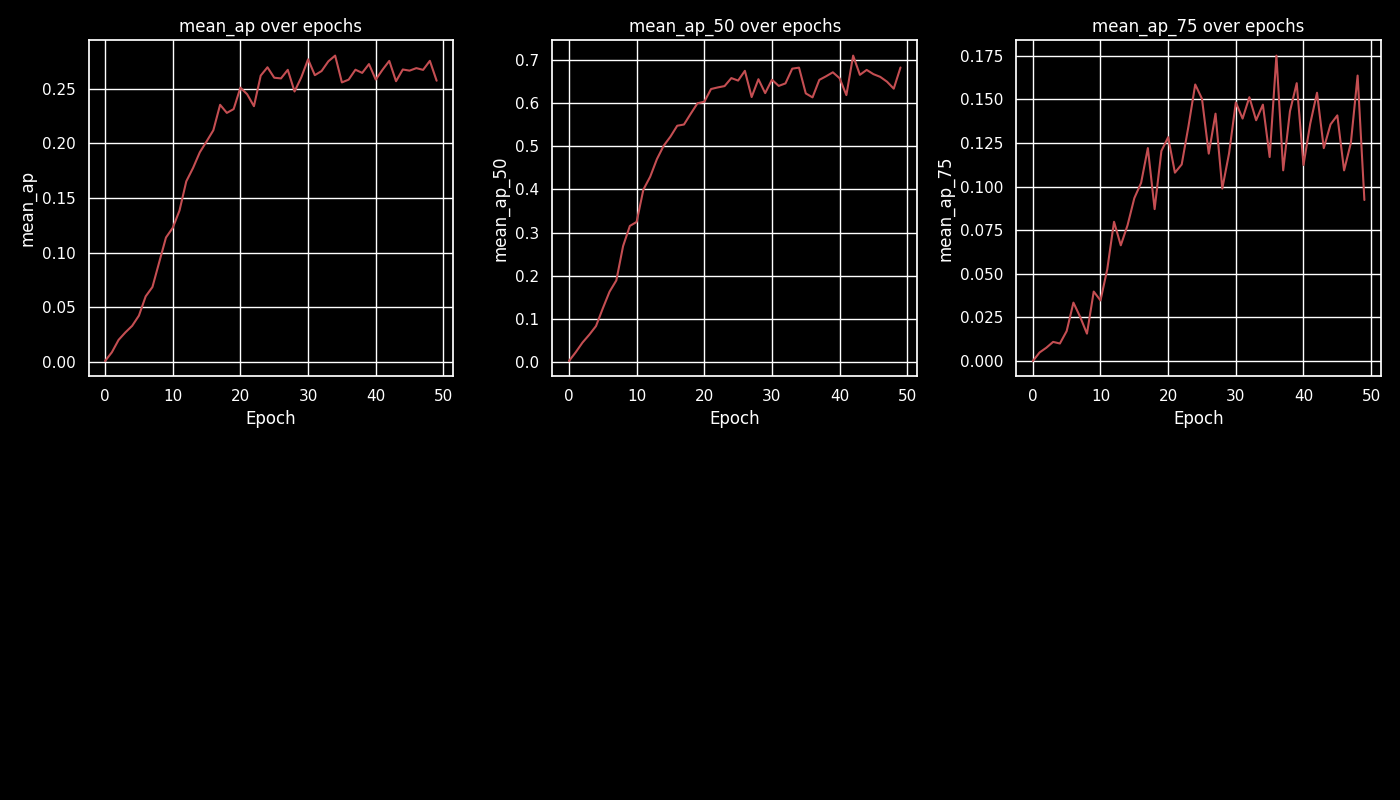 mean_ap over epochs
mean_ap
0.25
0.20
0.15
0.10
0.05
0.00
0 10 20 30 40 50
Epoch
mean_ap_50 over epochs
mean_ap_50
0.7
0.6
0.5
0.4
0.3
0.2
0.1
0.0
0 10 20 30 40 50
Epoch
mean_ap_75 over epochs
mean_ap_75
0.175
0.150
0.125
0.100
0.075
0.050
0.025
0.000
0 10 20 30 40 50
Epoch